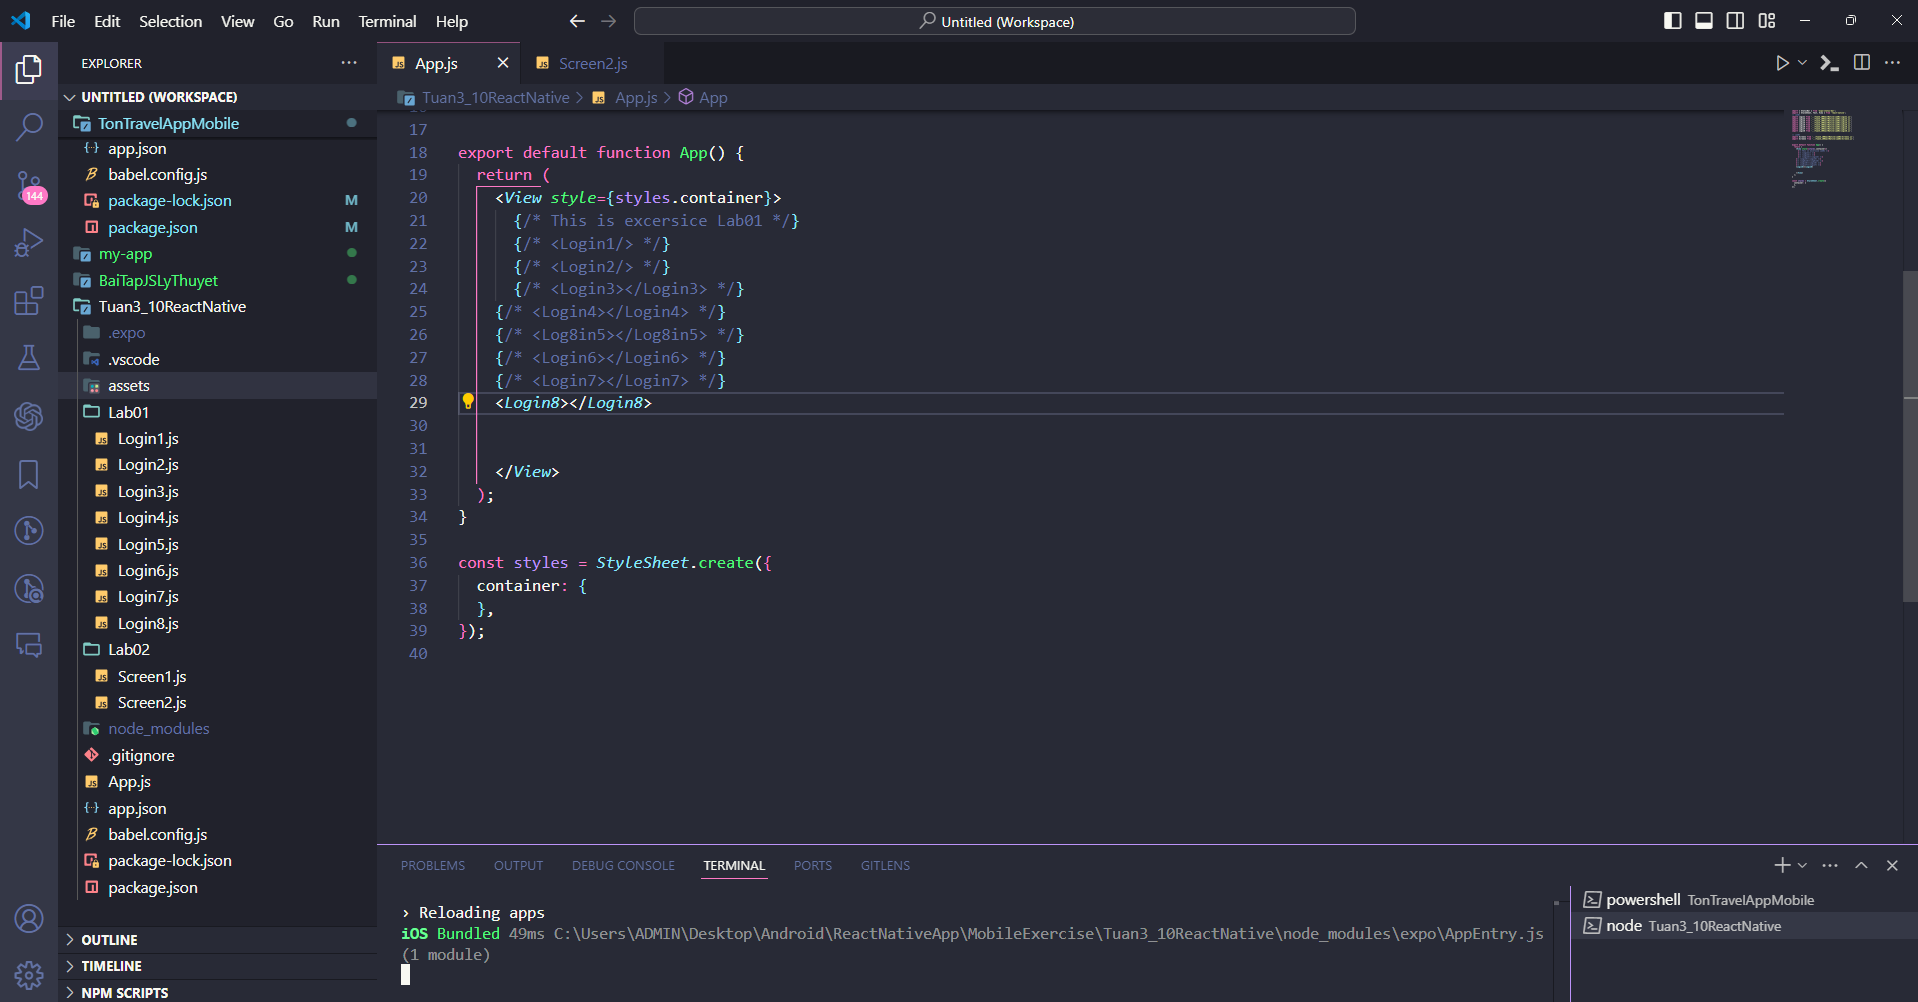 File Edit Selection View Go Run Terminal Help
Untitled (Workspace)
EXPLORER
UNTITLED (WORKSPACE)
TonTravelAppMobile
app.json
babel.config.js
package-lock.json M
package.json M
my-app
BaiTapJSLyThuyet
Tuan3_10ReactNative
.expo
.vscode
assets
Lab01
Login1.js
Login2.js
Login3.js
Login4.js
Login5.js
Login6.js
Login7.js
Login8.js
Lab02
Screen1.js
Screen2.js
node_modules
.gitignore
App.js
app.json
babel.config.js
package-lock.json
package.json
OUTLINE
TIMELINE
NPM SCRIPTS
144
App.js Screen2.js
Tuan3_10ReactNative > App.js > App
17
18 export default function App() {
19 return (
20 <View style={styles.container}>
21 {/* This is excersice Lab01 */}
22 {/* <Login1/> */}
23 {/* <Login2/> */}
24 {/* <Login3></Login3> */}
25 {/* <Login4></Login4> */}
26 {/* <Log8in5></Log8in5> */}
27 {/* <Login6></Login6> */}
28 {/* <Login7></Login7> */}
29 <Login8></Login8>
30
31
32 </View>
33 );
34 }
35
36 const styles = StyleSheet.create({
37 container: {
38 },
39 });
40
PROBLEMS OUTPUT DEBUG CONSOLE TERMINAL PORTS GITLENS
› Reloading apps
iOS Bundled 49ms C:\Users\ADMIN\Desktop\Android\ReactNativeApp\MobileExercise\Tuan3_10ReactNative\node_modules\expo\AppEntry.js
(1 module)
powershell TonTravelAppMobile
node Tuan3_10ReactNative